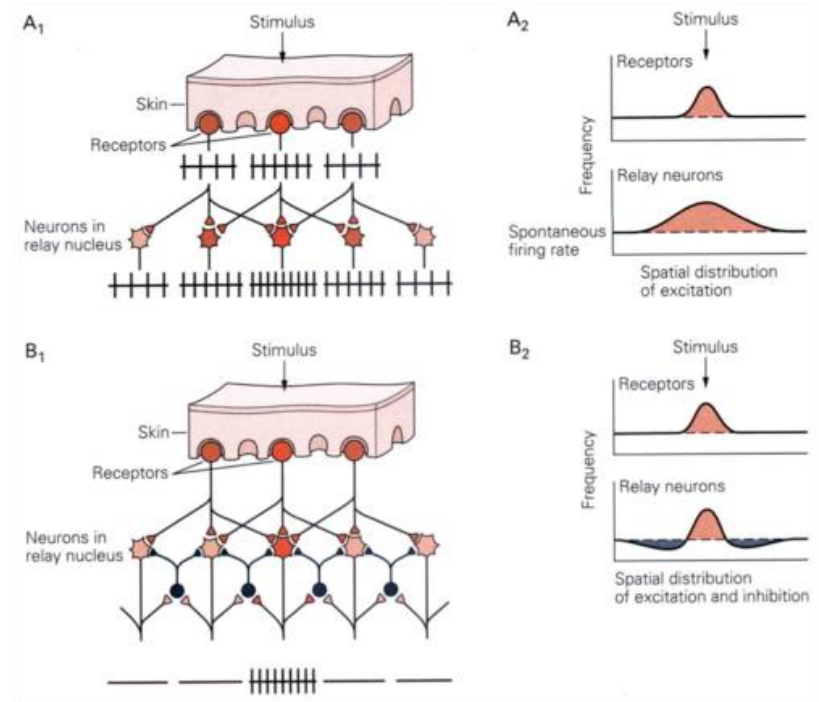 A1
Stimulus
Skin
Receptors
Neurons in
relay nucleus
A2
Stimulus
Receptors
Frequency
Relay neurons
Spontaneous
firing rate
Spatial distribution
of excitation
B1
Stimulus
Skin
Receptors
Neurons in
relay nucleus
B2
Stimulus
Receptors
Frequency
Relay neurons
Spatial distribution
of excitation and inhibition